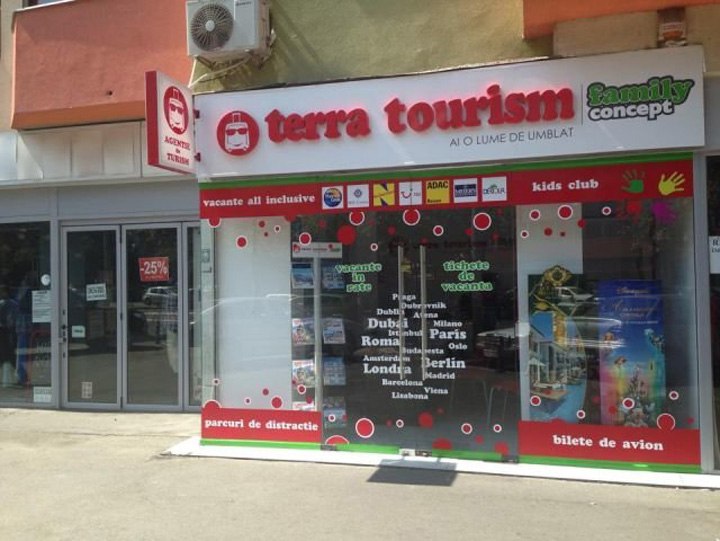 terra tourism
family
concept
AI O LUME DE UMBLAT
AGENTIE
de
TURISM
vacante all inclusive
N
ADAC
kids club
-25%
vacante
in
rate
tichete
de
vacanta
Praga
Dubrovnik
Dublin Atena
Dubai Milano
Istanbul Paris
Roma Oslo
Budapesta
Amsterdam Berlin
Londra Madrid
Barcelona Viena
Lisabona
parcuri de distractie
bilete de avion